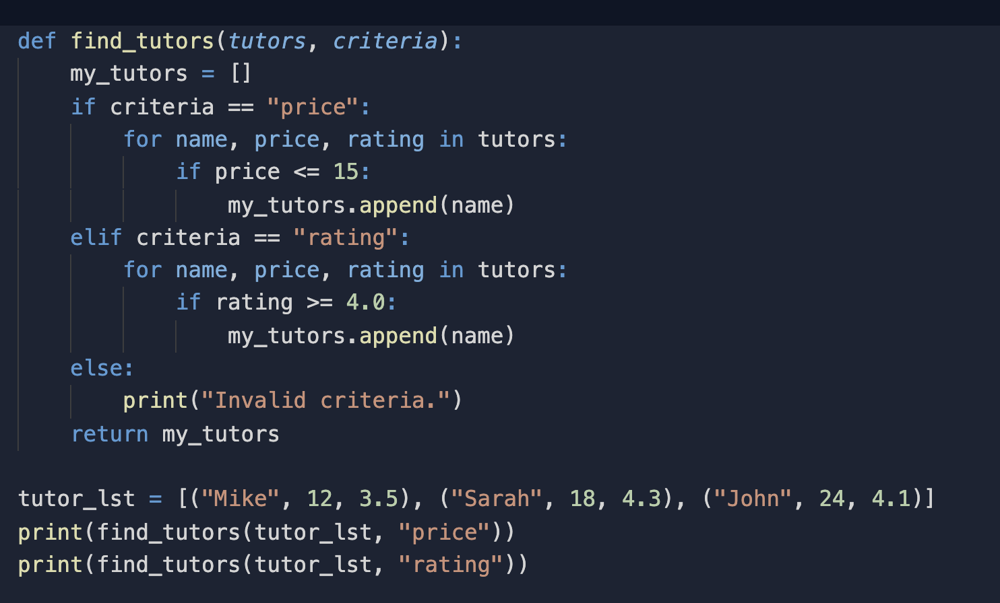 def find_tutors(tutors, criteria):
    my_tutors = []
    if criteria == "price":
        for name, price, rating in tutors:
            if price <= 15:
                my_tutors.append(name)
    elif criteria == "rating":
        for name, price, rating in tutors:
            if rating >= 4.0:
                my_tutors.append(name)
    else:
        print("Invalid criteria.")
    return my_tutors

tutor_lst = [("Mike", 12, 3.5), ("Sarah", 18, 4.3), ("John", 24, 4.1)]
print(find_tutors(tutor_lst, "price"))
print(find_tutors(tutor_lst, "rating"))